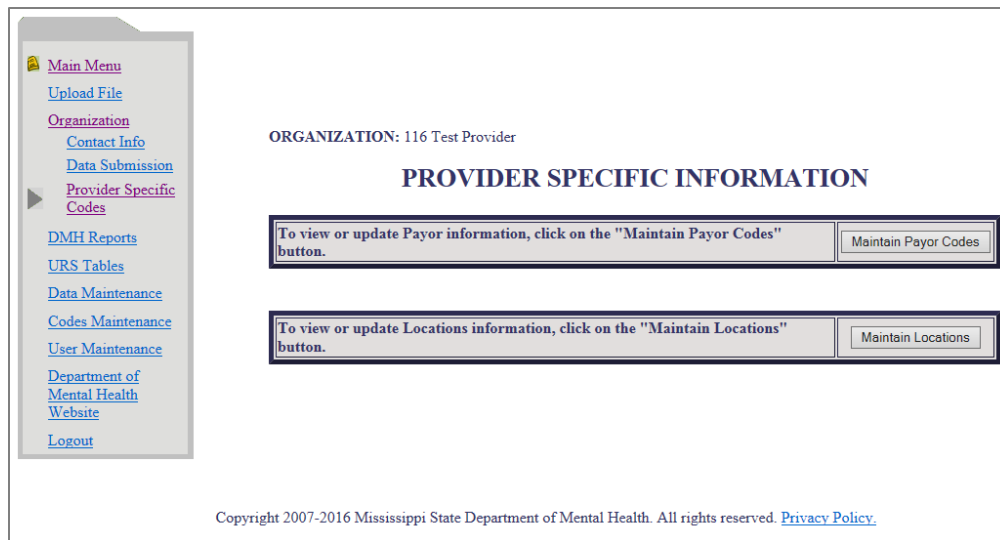 Main Menu
Upload File
Organization
Contact Info
Data Submission
Provider Specific
Codes
DMH Reports
URS Tables
Data Maintenance
Codes Maintenance
User Maintenance
Department of
Mental Health
Website
Logout
ORGANIZATION: 116 Test Provider
PROVIDER SPECIFIC INFORMATION
To view or update Payor information, click on the "Maintain Payor Codes"
button.
Maintain Payor Codes
To view or update Locations information, click on the "Maintain Locations"
button.
Maintain Locations
Copyright 2007-2016 Mississippi State Department of Mental Health. All rights reserved. Privacy Policy.